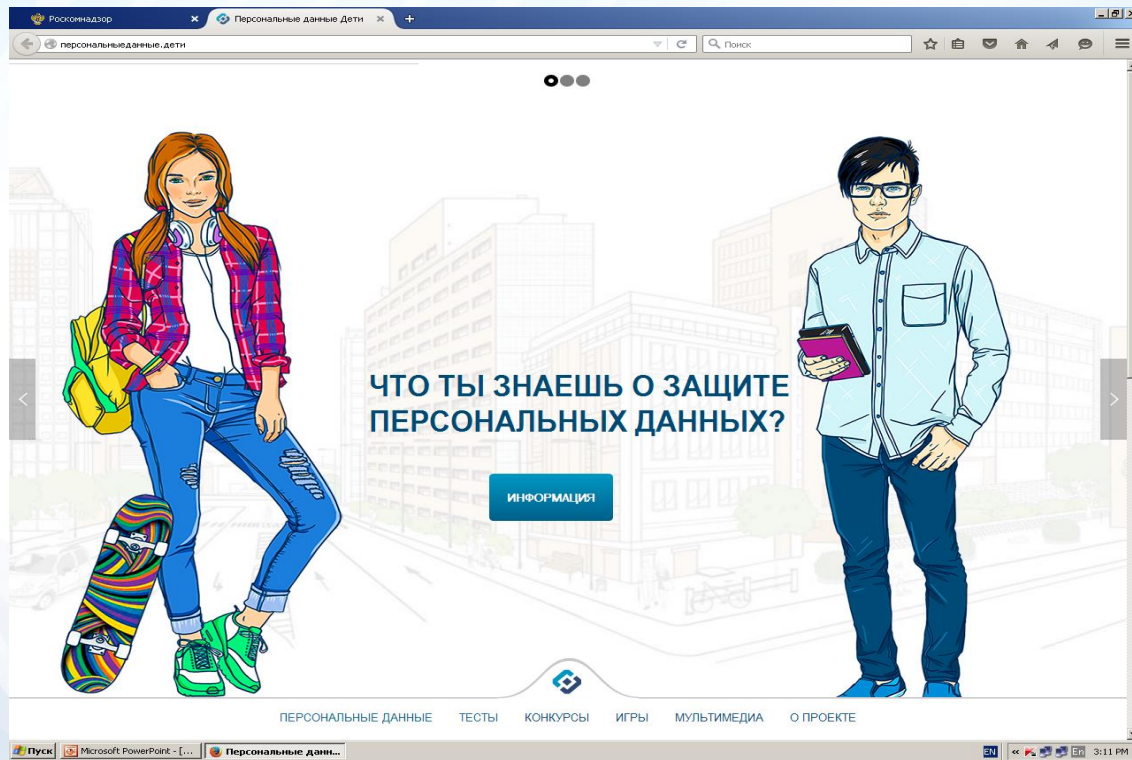 Роскомнадзор
Персональные данные Дети
персональныеданные.дети
Поиск
ЧТО ТЫ ЗНАЕШЬ О ЗАЩИТЕ
ПЕРСОНАЛЬНЫХ ДАННЫХ?
ИНФОРМАЦИЯ
ПЕРСОНАЛЬНЫЕ ДАННЫЕ ТЕСТЫ КОНКУРСЫ ИГРЫ МУЛЬТИМЕДИА О ПРОЕКТЕ
Пуск Microsoft PowerPoint - [... Персональные данн... EN « En 3:11 PM